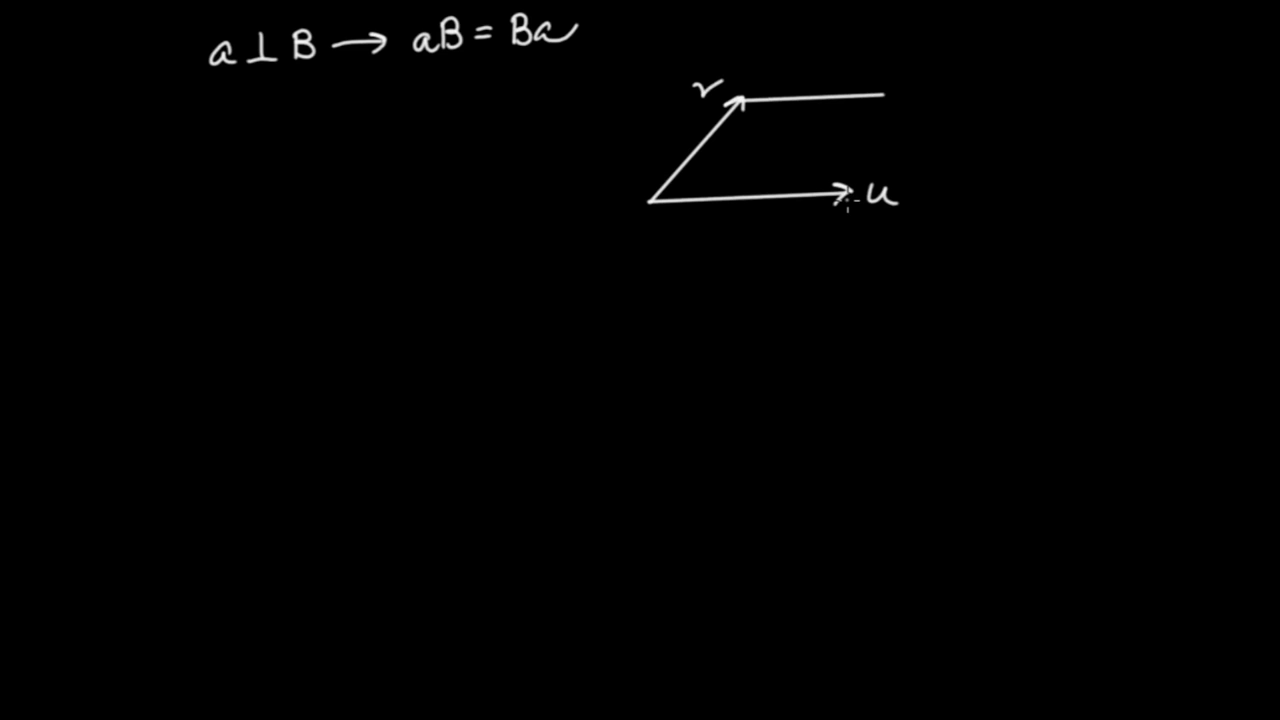 a ⊥ B → aB = Ba
v
u